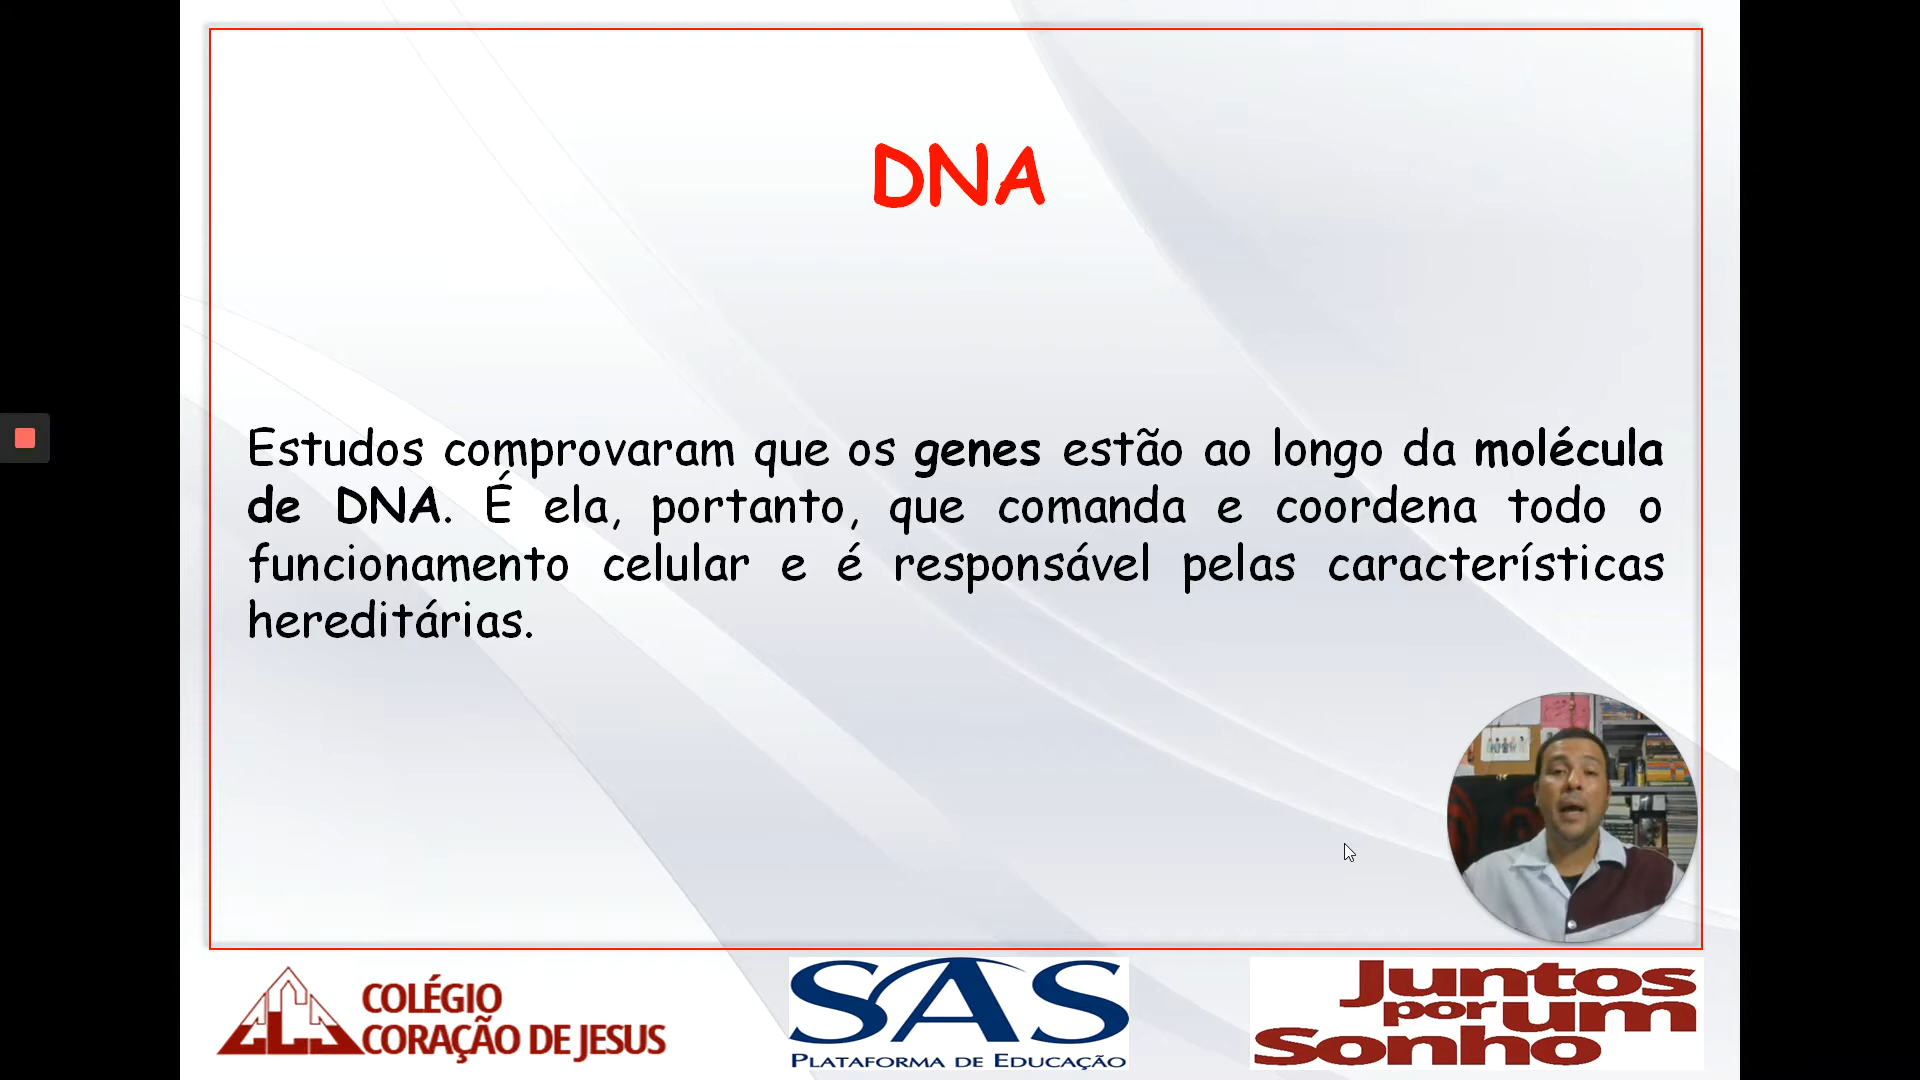 DNA
Estudos comprovaram que os genes estão ao longo da molécula
de DNA. É ela, portanto, que comanda e coordena todo o
funcionamento celular e é responsável pelas características
hereditárias.
COLÉGIO
CORAÇÃO DE JESUS
SAS
PLATAFORMA DE EDUCAÇÃO
Juntos
por um
Sonho